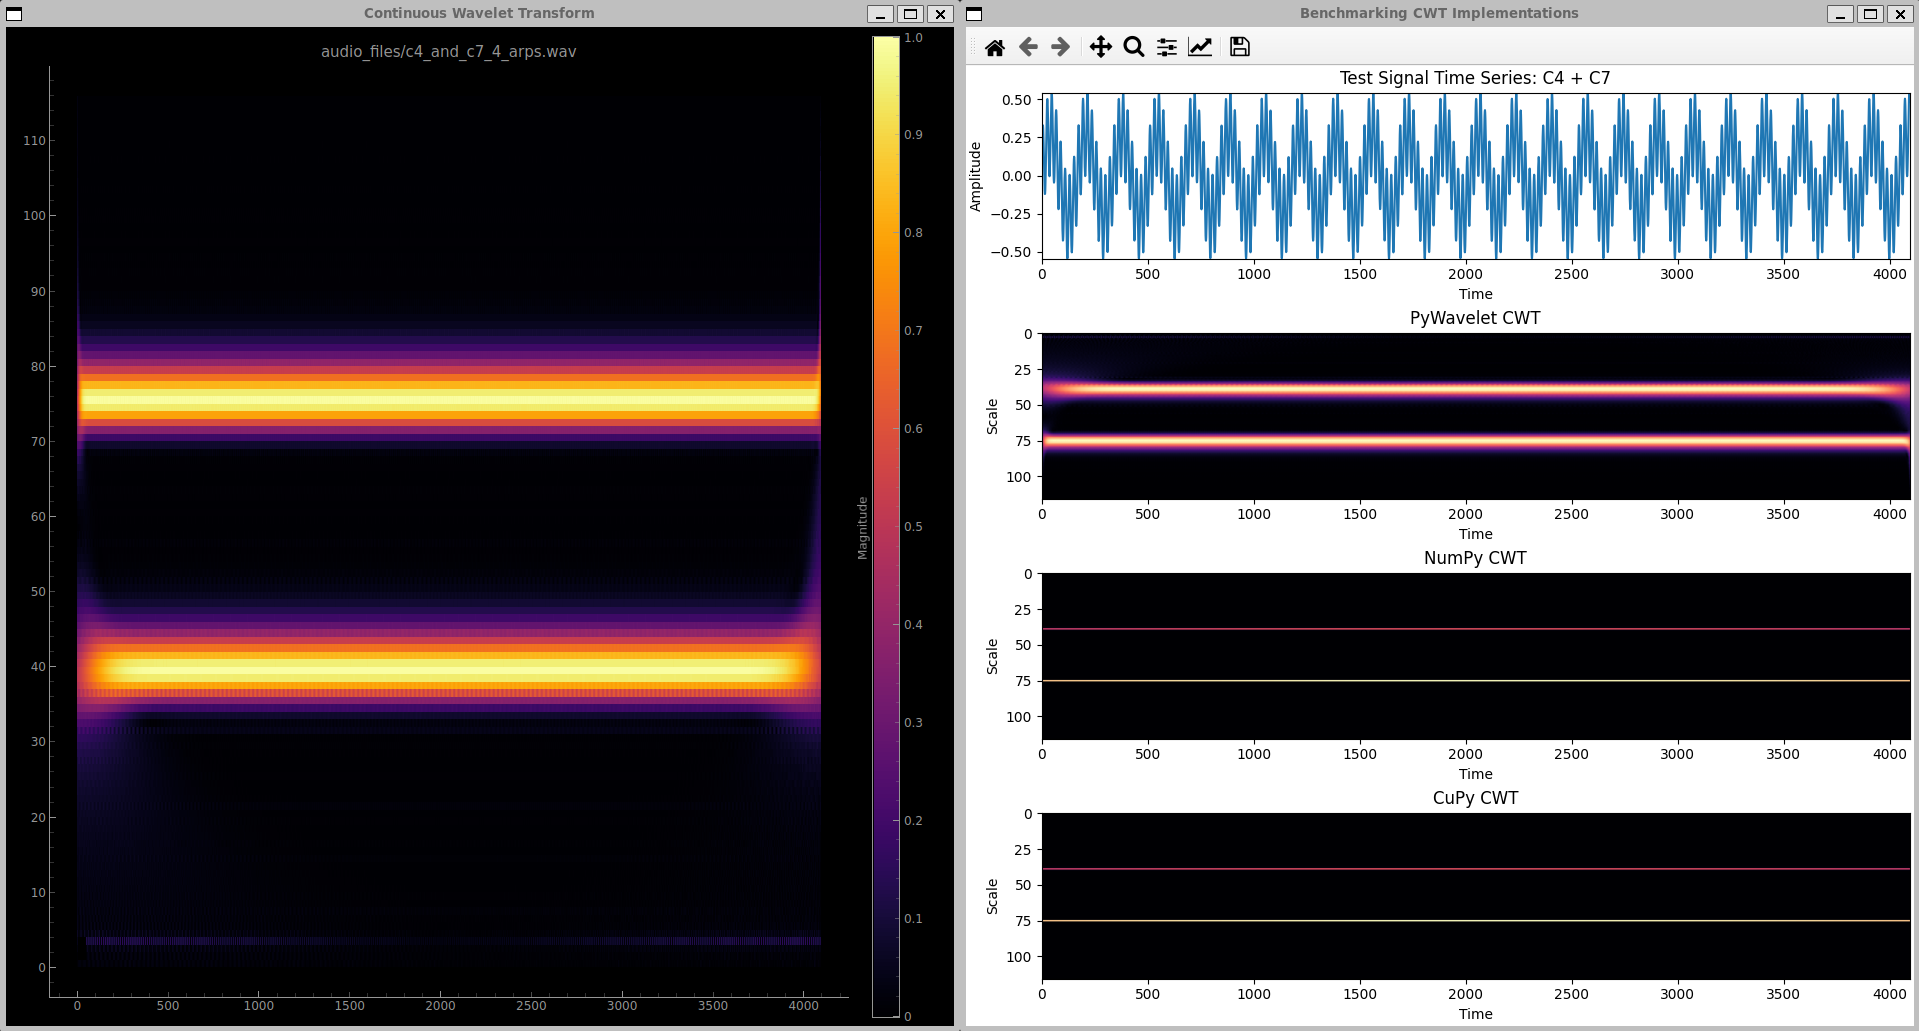 Continuous Wavelet Transform
audio_files/c4_and_c7_4_arps.wav
110
100
90
80
70
60
50
40
30
20
10
0
0 500 1000 1500 2000 2500 3000 3500 4000
Magnitude
1.0
0.9
0.8
0.7
0.6
0.5
0.4
0.3
0.2
0.1
0
Benchmarking CWT Implementations
Test Signal Time Series: C4 + C7
Amplitude
0.50
0.25
0.00
−0.25
−0.50
0 500 1000 1500 2000 2500 3000 3500 4000
Time
PyWavelet CWT
Scale
0
25
50
75
100
0 500 1000 1500 2000 2500 3000 3500 4000
Time
NumPy CWT
Scale
0
25
50
75
100
0 500 1000 1500 2000 2500 3000 3500 4000
Time
CuPy CWT
Scale
0
25
50
75
100
0 500 1000 1500 2000 2500 3000 3500 4000
Time